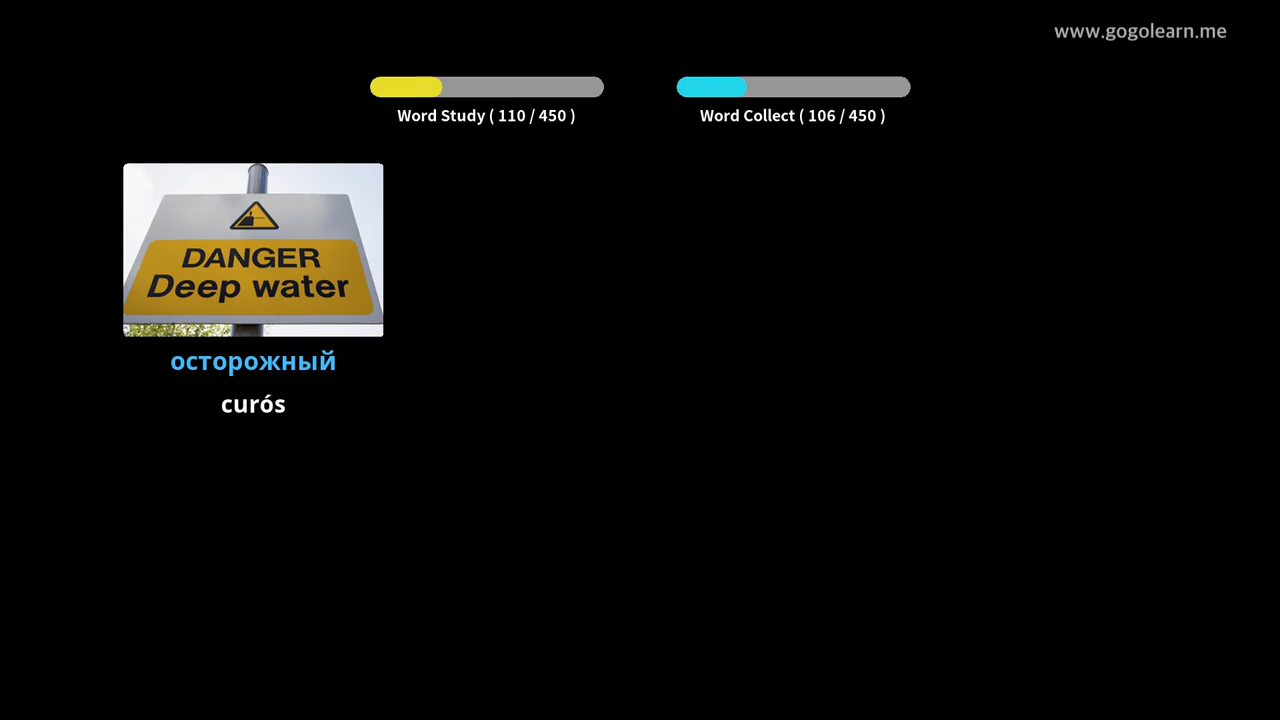 www.gogolearn.me
Word Study ( 110 / 450 )
Word Collect ( 106 / 450 )
DANGER
Deep water
осторожный
curós